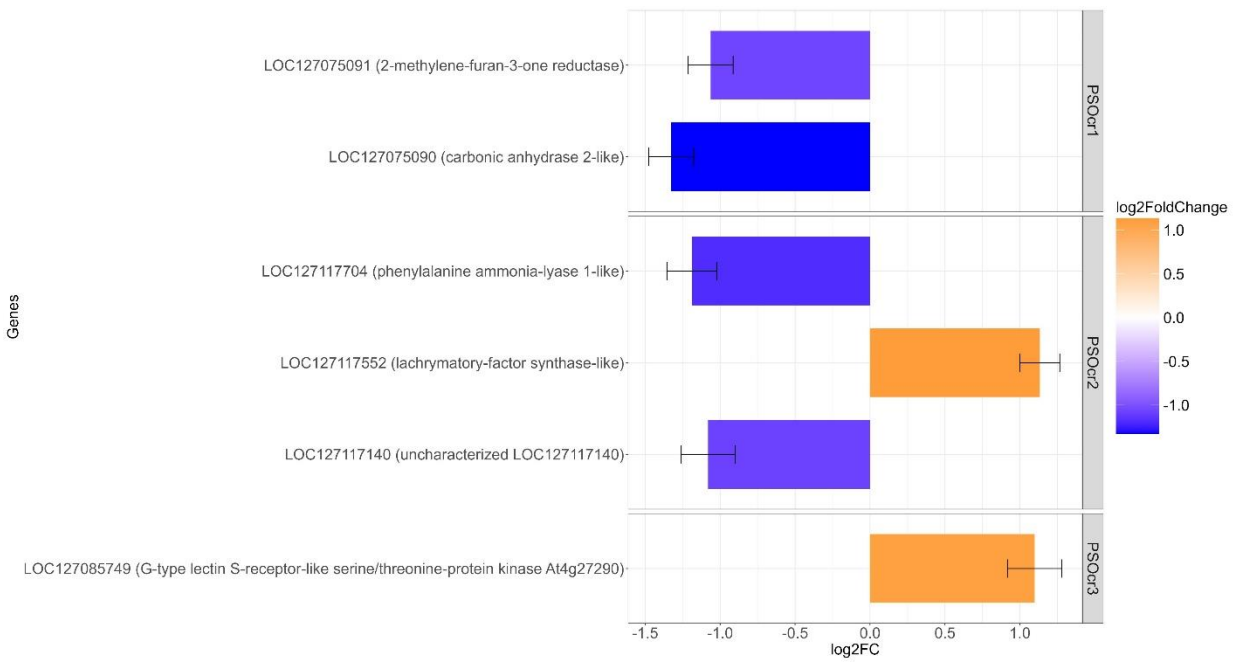 LOC127075091 (2-methylene-furan-3-one reductase)
LOC127075090 (carbonic anhydrase 2-like)
PSOcr1
LOC127117704 (phenylalanine ammonia-lyase 1-like)
LOC127117552 (lachrymatory-factor synthase-like)
LOC127117140 (uncharacterized LOC127117140)
PSOcr2
LOC127085749 (G-type lectin S-receptor-like serine/threonine-protein kinase At4g27290)
PSOcr3
Genes
-1.5 -1.0 -0.5 0.0 0.5 1.0
log2FC
log2FoldChange
1.0
0.5
0.0
-0.5
-1.0